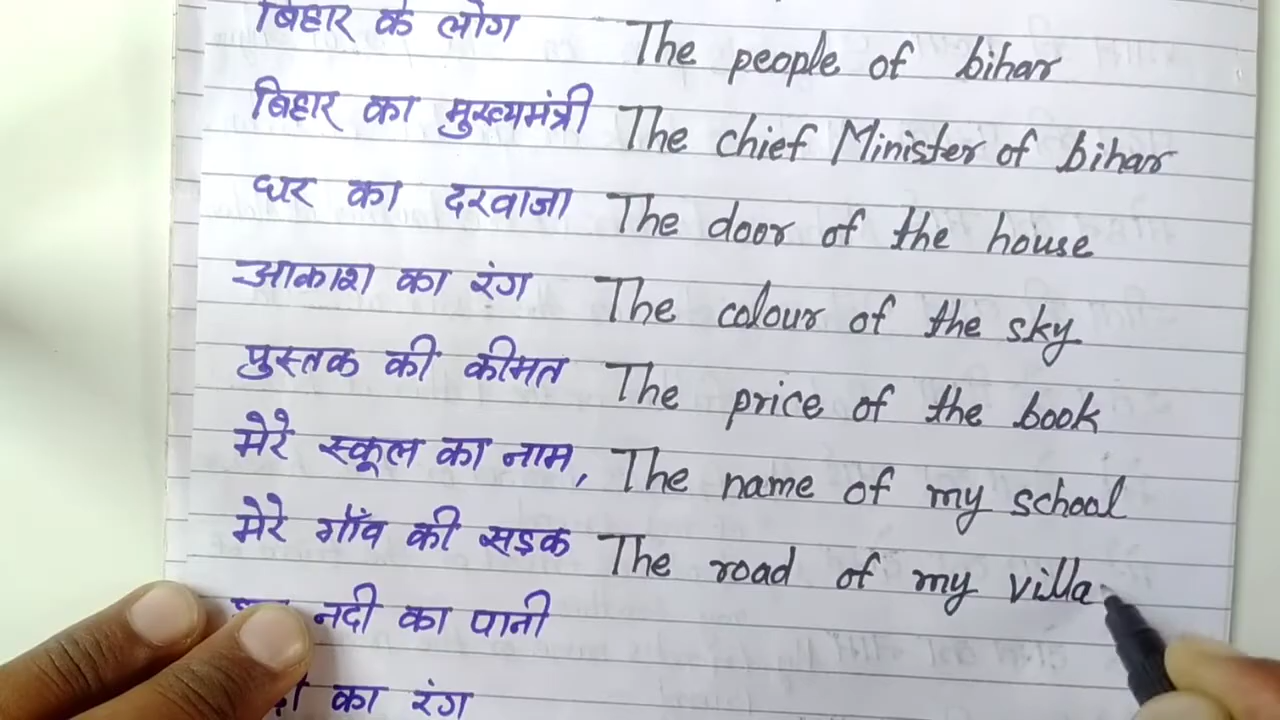 बिहार के लोग The people of bihar
बिहार का मुख्यमंत्री The chief Minister of bihar
घर का दरवाजा The door of the house
आकाश का रंग The colour of the sky
पुस्तक की कीमत The price of the book
मेरे स्कूल का नाम, The name of my school
मेरे गाँव की सड़क The road of my villa
नदी का पानी
का रंग